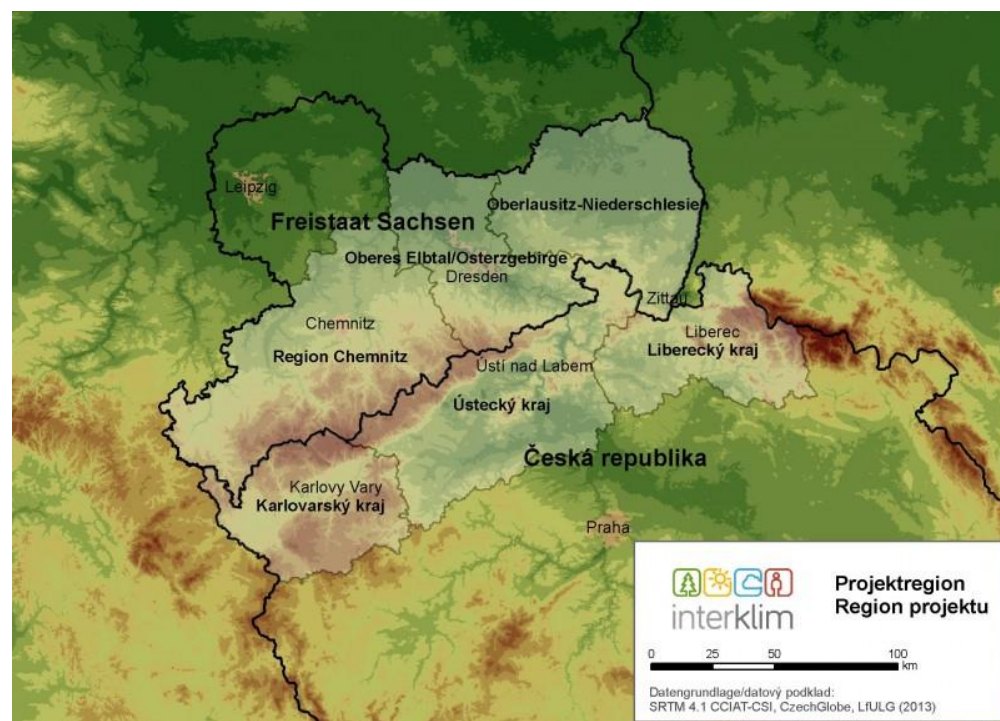 Leipzig
Freistaat Sachsen
Oberlausitz-Niederschlesien
Oberes Elbtal/Osterzgebirge
Dresden
Zittau
Chemnitz
Region Chemnitz
Liberec
Liberecký kraj
Ústí nad Labem
Ústecký kraj
Česká republika
Karlovy Vary
Karlovarský kraj
Praha
interklim
Projektregion
Region projektu
0 25 50 100
km
Datengrundlage/datový podklad:
SRTM 4.1 CCIAT-CSI, CzechGlobe, LfULG (2013)